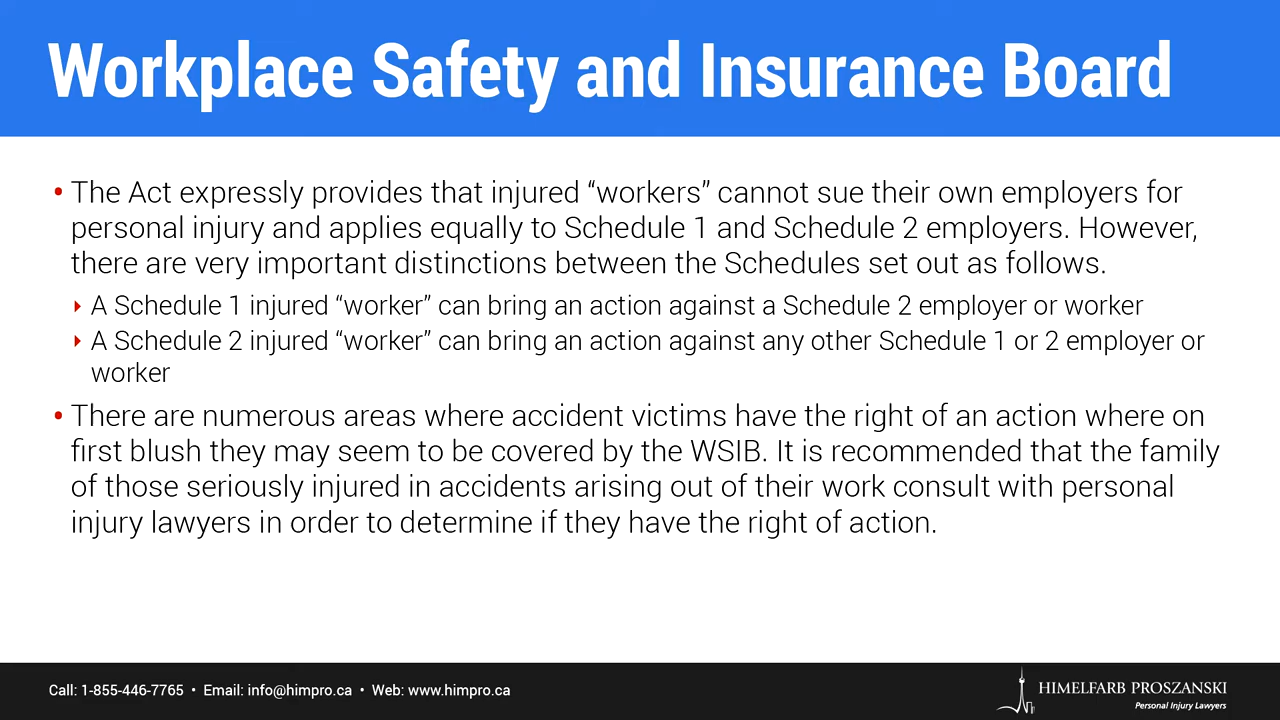 Workplace Safety and Insurance Board
• The Act expressly provides that injured “workers” cannot sue their own employers for
personal injury and applies equally to Schedule 1 and Schedule 2 employers. However,
there are very important distinctions between the Schedules set out as follows.
‣ A Schedule 1 injured “worker” can bring an action against a Schedule 2 employer or worker
‣ A Schedule 2 injured “worker” can bring an action against any other Schedule 1 or 2 employer or
worker
• There are numerous areas where accident victims have the right of an action where on
first blush they may seem to be covered by the WSIB. It is recommended that the family
of those seriously injured in accidents arising out of their work consult with personal
injury lawyers in order to determine if they have the right of action.
Call: 1-855-446-7765 • Email: info@himpro.ca • Web: www.himpro.ca
HIMELFARB PROSZANSKI
Personal Injury Lawyers